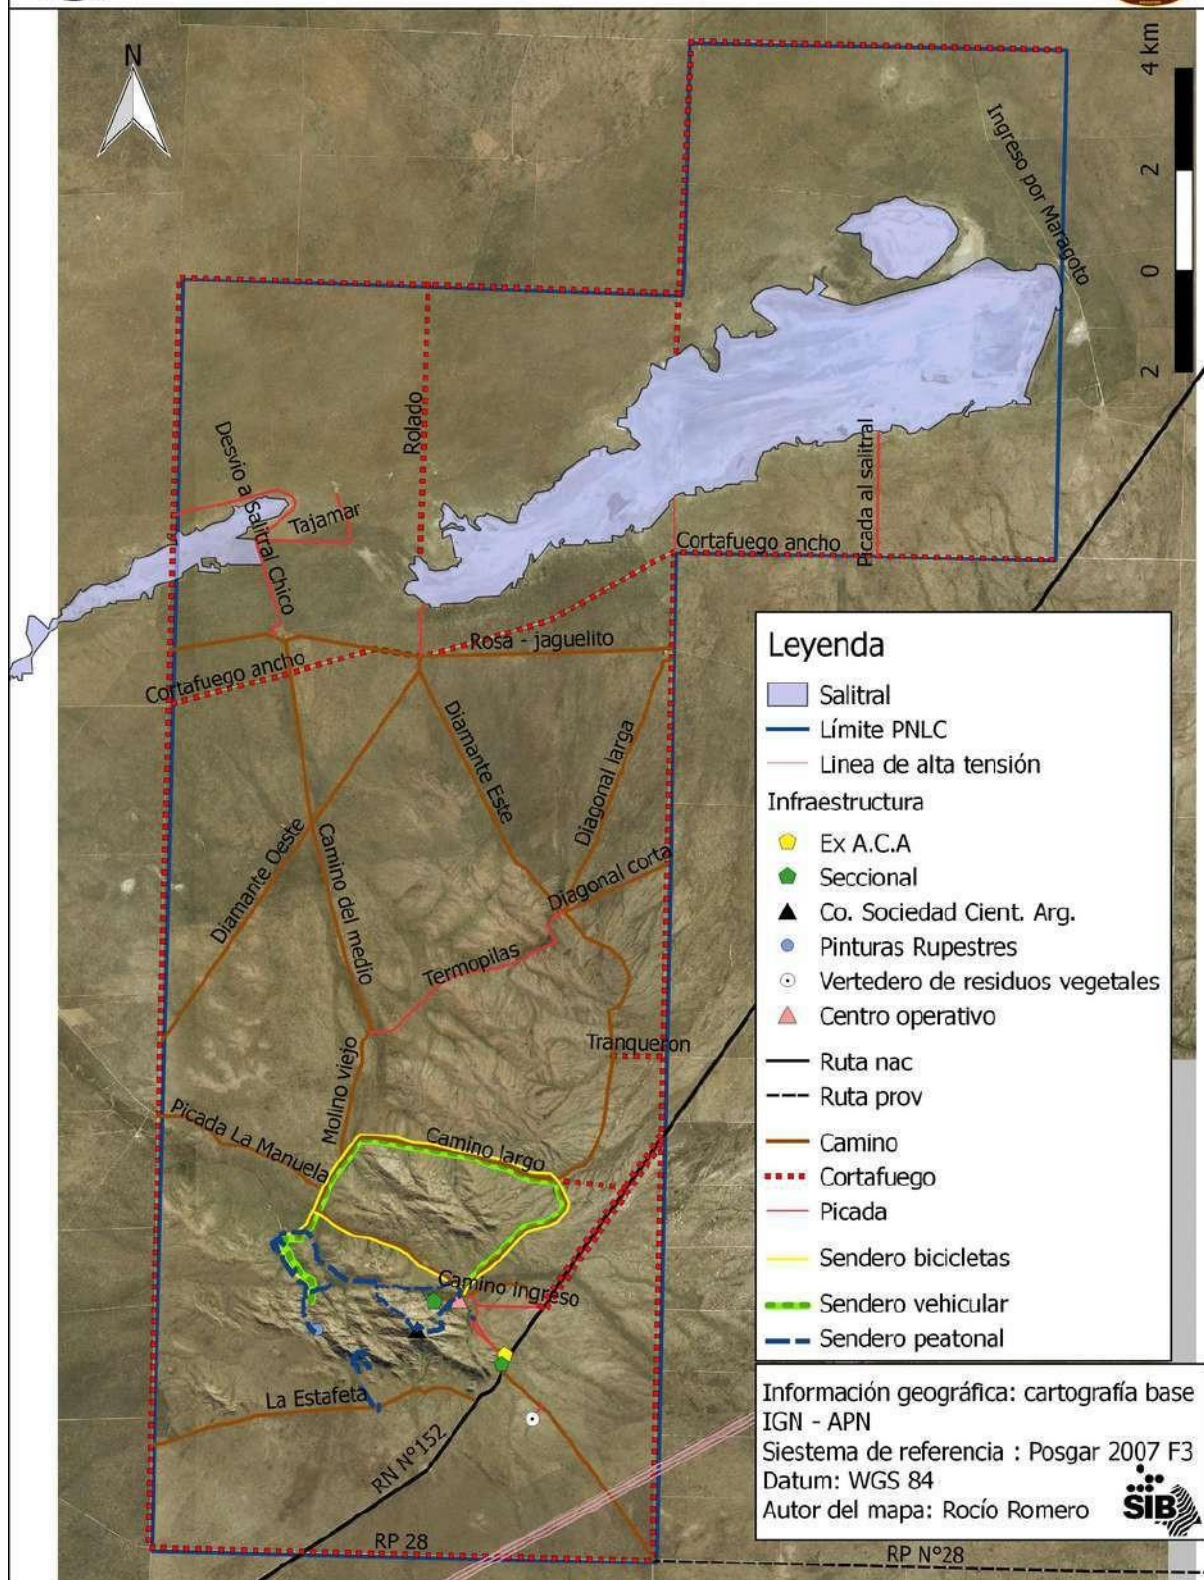 N
4 km
2
0
2
Ingreso por Maragoto
Rolado
Desvio a Salitral Chico
Tajamar
Picada al salitral
Cortafuego ancho
Rosa - jaguelito
Cortafuego ancho
Diamante Este
Diagonal larga
Diamante Oeste
Camino del medio
Diagonal corta
Termopilas
Tranqueron
Molino viejo
Picada La Manuela
Camino largo
Camino ingreso
La Estafeta
RN N°152
RP 28
RP N°28
Leyenda
Salitral
Límite PNLC
Linea de alta tensión
Infraestructura
Ex A.C.A
Seccional
Co. Sociedad Cient. Arg.
Pinturas Rupestres
Vertedero de residuos vegetales
Centro operativo
Ruta nac
Ruta prov
Camino
Cortafuego
Picada
Sendero bicicletas
Sendero vehicular
Sendero peatonal
Información geográfica: cartografía base
IGN - APN
Siestema de referencia : Posgar 2007 F3
Datum: WGS 84
Autor del mapa: Rocío Romero
SiB